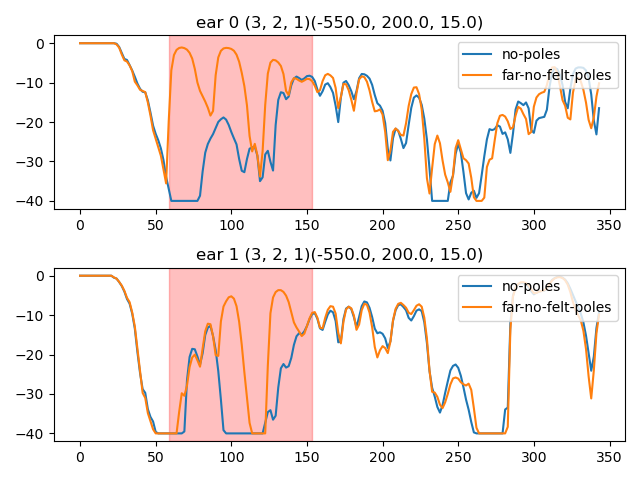 ear 0 (3, 2, 1)(-550.0, 200.0, 15.0)
0
−10
−20
−30
−40
no-poles
far-no-felt-poles
0 50 100 150 200 250 300 350
ear 1 (3, 2, 1)(-550.0, 200.0, 15.0)
0
−10
−20
−30
−40
no-poles
far-no-felt-poles
0 50 100 150 200 250 300 350